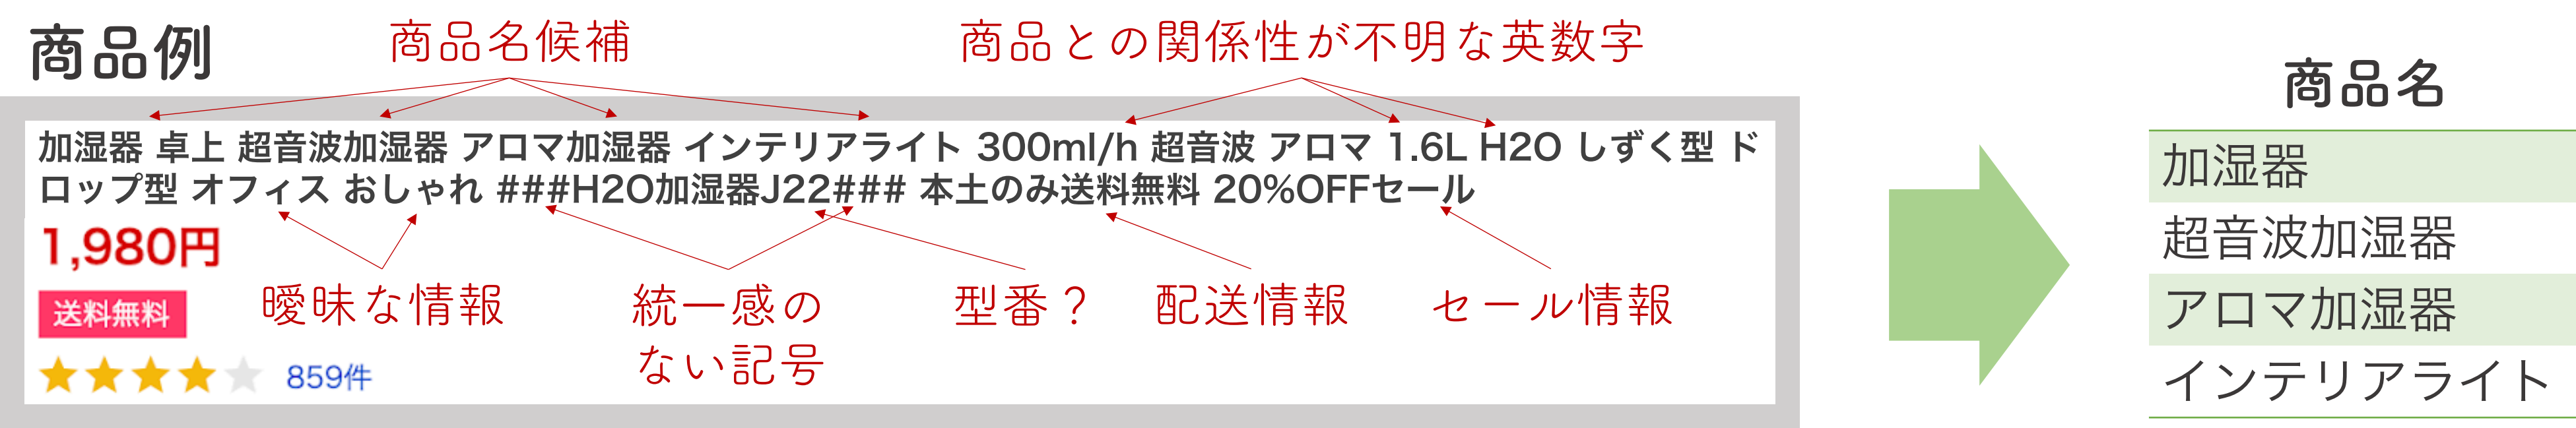 商品例
商品名候補
商品との関係性が不明な英数字
加湿器 卓上 超音波加湿器 アロマ加湿器 インテリアライト 300ml/h 超音波 アロマ 1.6L H2O しずく型 ド
ロップ型 オフィス おしゃれ ###H2O加湿器J22### 本土のみ送料無料 20%OFFセール
1,980円
送料無料
859件
曖昧な情報
統一感の
ない記号
型番？
配送情報
セール情報
商品名
加湿器
超音波加湿器
アロマ加湿器
インテリアライト